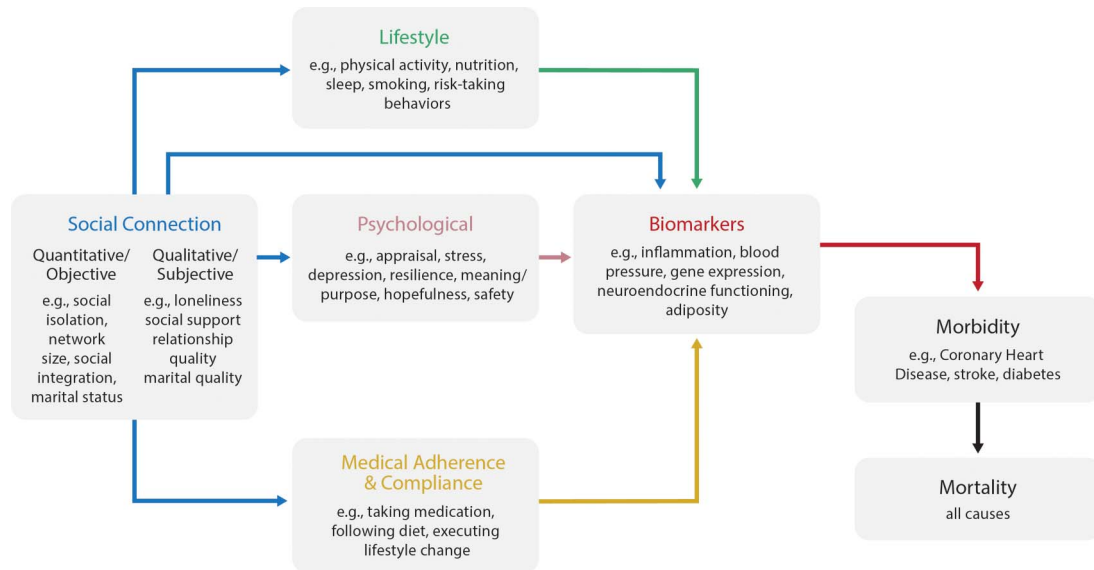 Lifestyle
e.g., physical activity, nutrition,
sleep, smoking, risk-taking
behaviors
Social Connection
Quantitative/
Objective
e.g., social
isolation,
network
size, social
integration,
marital status
Qualitative/
Subjective
e.g., loneliness
social support
relationship
quality
marital quality
Psychological
e.g., appraisal, stress,
depression, resilience, meaning/
purpose, hopefulness, safety
Biomarkers
e.g., inflammation, blood
pressure, gene expression,
neuroendocrine functioning,
adiposity
Medical Adherence
& Compliance
e.g., taking medication,
following diet, executing
lifestyle change
Morbidity
e.g., Coronary Heart
Disease, stroke, diabetes
Mortality
all causes